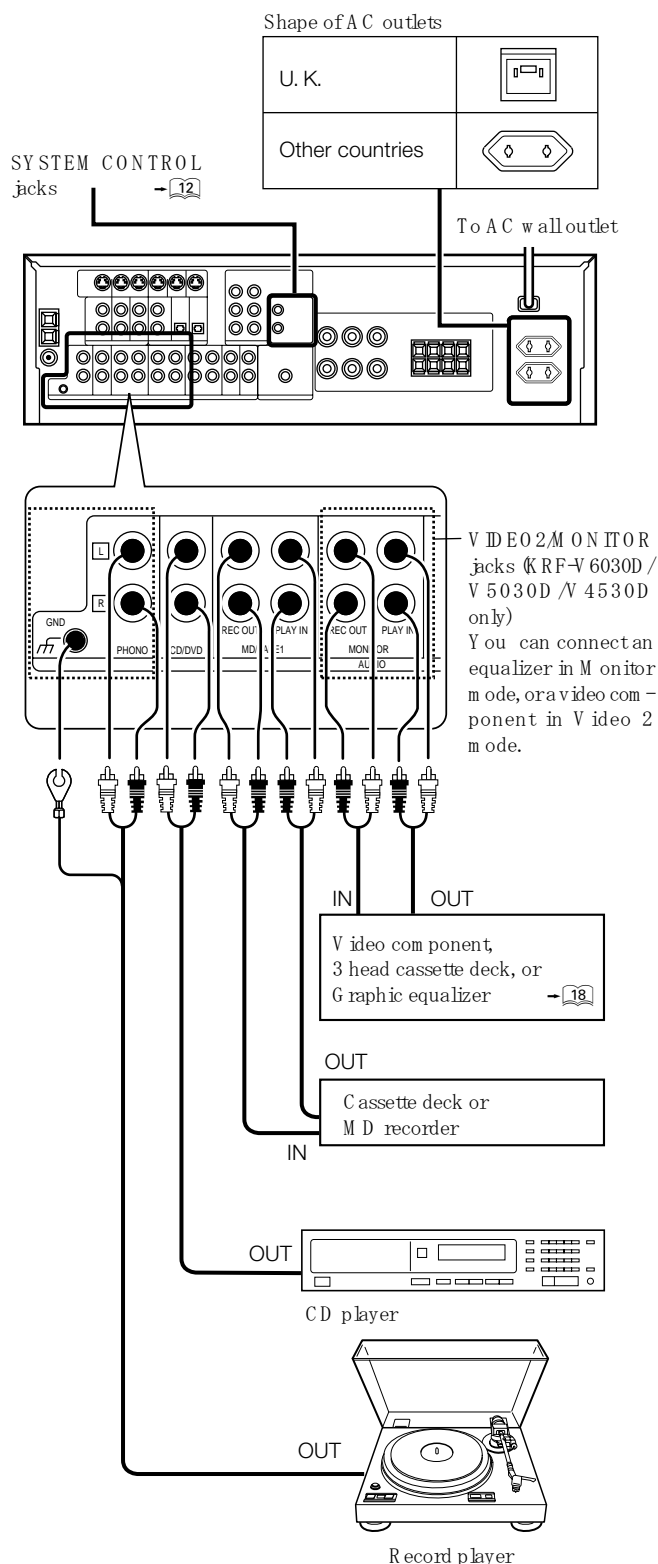 Shape of AC outlets
U. K.
Other countries
SYSTEM CONTROL
jacks → 12
To AC wall outlet
L
R
GND
PHONO
CD/DVD
REC OUT
PLAY IN
REC OUT
PLAY IN
MONITOR
AUDIO
VIDEO2/MONITOR
jacks (KRF-V6030D/
V5030D/V4530D
only)
You can connect an
equalizer in Monitor
mode, or a video com-
ponent in Video 2
mode.
IN
OUT
Video component,
3 head cassette deck, or
Graphic equalizer → 18
OUT
Cassette deck or
MD recorder
IN
OUT
CD player
OUT
Record player